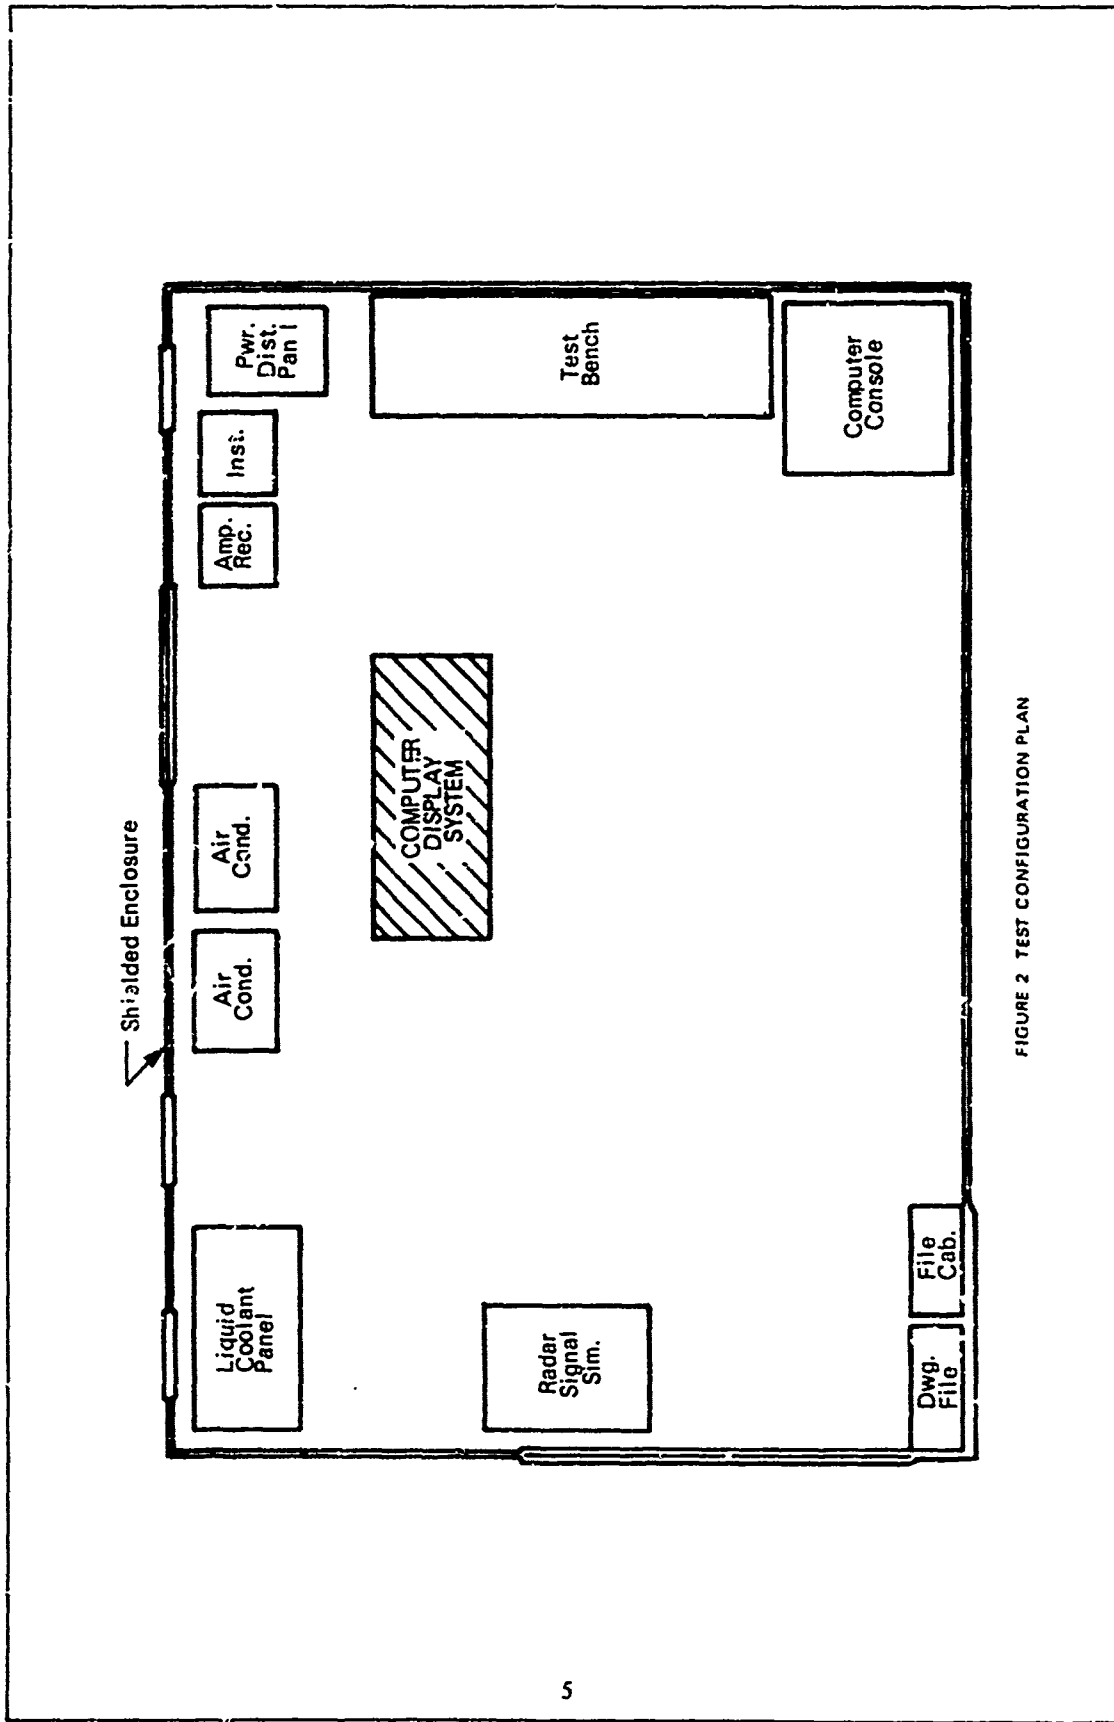 Shielded Enclosure
Liquid
Coolant
Panel
Air
Cond.
Air
Cond.
Amp.
Rec.
Inst.
Pwr.
Dist.
Pan l
COMPUTER
DISPLAY
SYSTEM
Radar
Signal
Sim.
Test
Bench
Dwg.
File
File
Cab.
Computer
Console
FIGURE 2 TEST CONFIGURATION PLAN
5